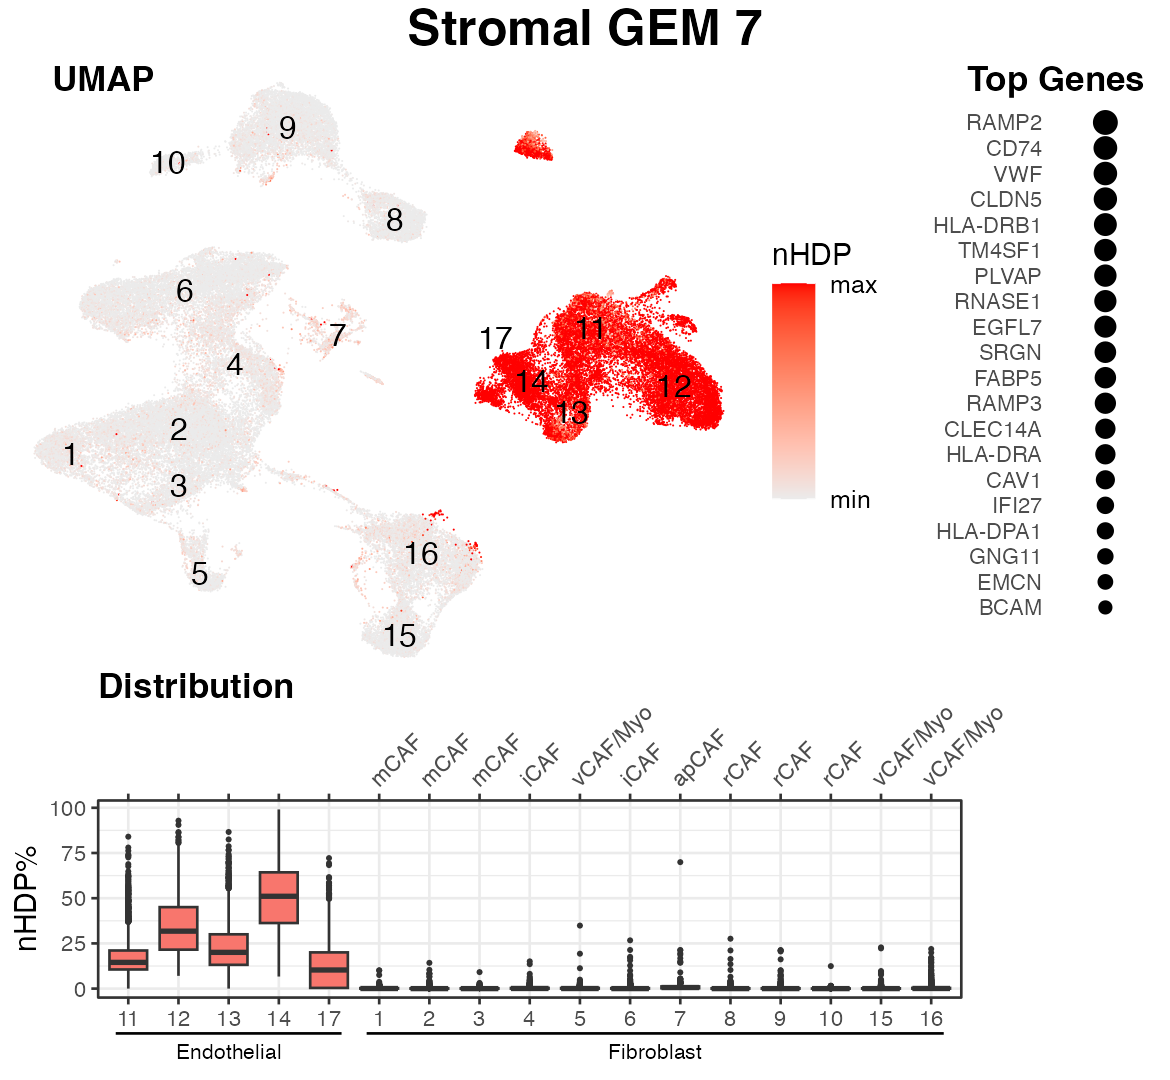 Stromal GEM 7
UMAP
Top Genes
9
10
8
6
7
4
2
1
3
5
16
15
17
11
14
12
13
nHDP
max
min
RAMP2
CD74
VWF
CLDN5
HLA-DRB1
TM4SF1
PLVAP
RNASE1
EGFL7
SRGN
FABP5
RAMP3
CLEC14A
HLA-DRA
CAV1
IFI27
HLA-DPA1
GNG11
EMCN
BCAM
Distribution
mCAF mCAF mCAF iCAF vCAF/Myo iCAF apCAF rCAF rCAF rCAF vCAF/Myo vCAF/Myo
nHDP%
100
75
50
25
0
11 12 13 14 17 1 2 3 4 5 6 7 8 9 10 15 16
Endothelial Fibroblast